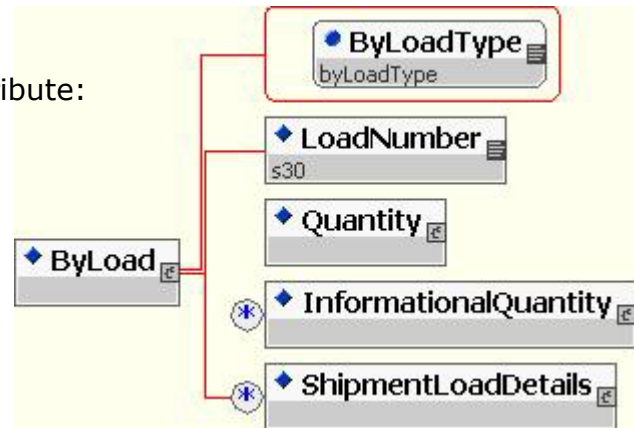 ByLoadType
byLoadType
ibute:
LoadNumber
s30
Quantity
ByLoad
InformationalQuantity
ShipmentLoadDetails